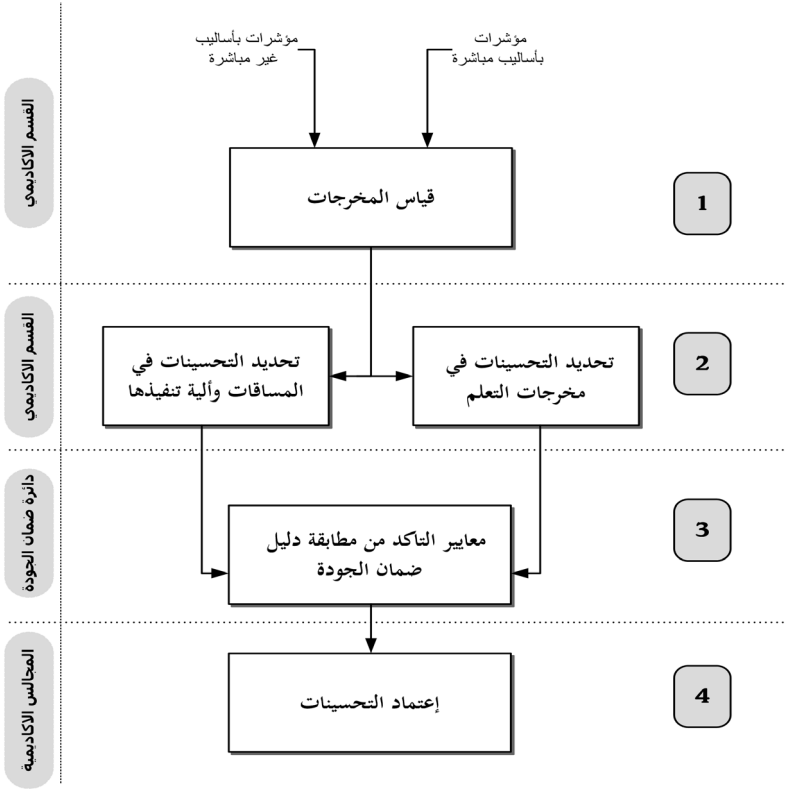 مؤشرات
بأساليب مباشرة
مؤشرات بأساليب
غير مباشرة
القسم الاكاديمي
1
قياس المخرجات
القسم الاكاديمي
2
تحديد التحسينات في
مخرجات التعلم
تحديد التحسينات في
المساقات وألية تنفيذها
دائرة ضمان الجودة
3
معايير التاكد من مطابقة دليل
ضمان الجودة
المجالس الاكاديمية
4
إعتماد التحسينات